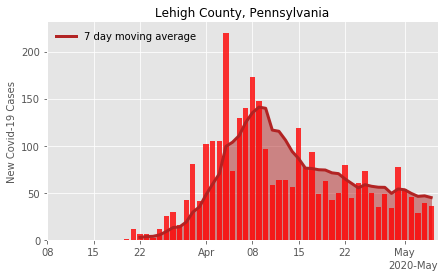 Lehigh County, Pennsylvania
7 day moving average
New Covid-19 Cases
200
150
100
50
0
08 15 22 Apr 08 15 22 May
2020-May